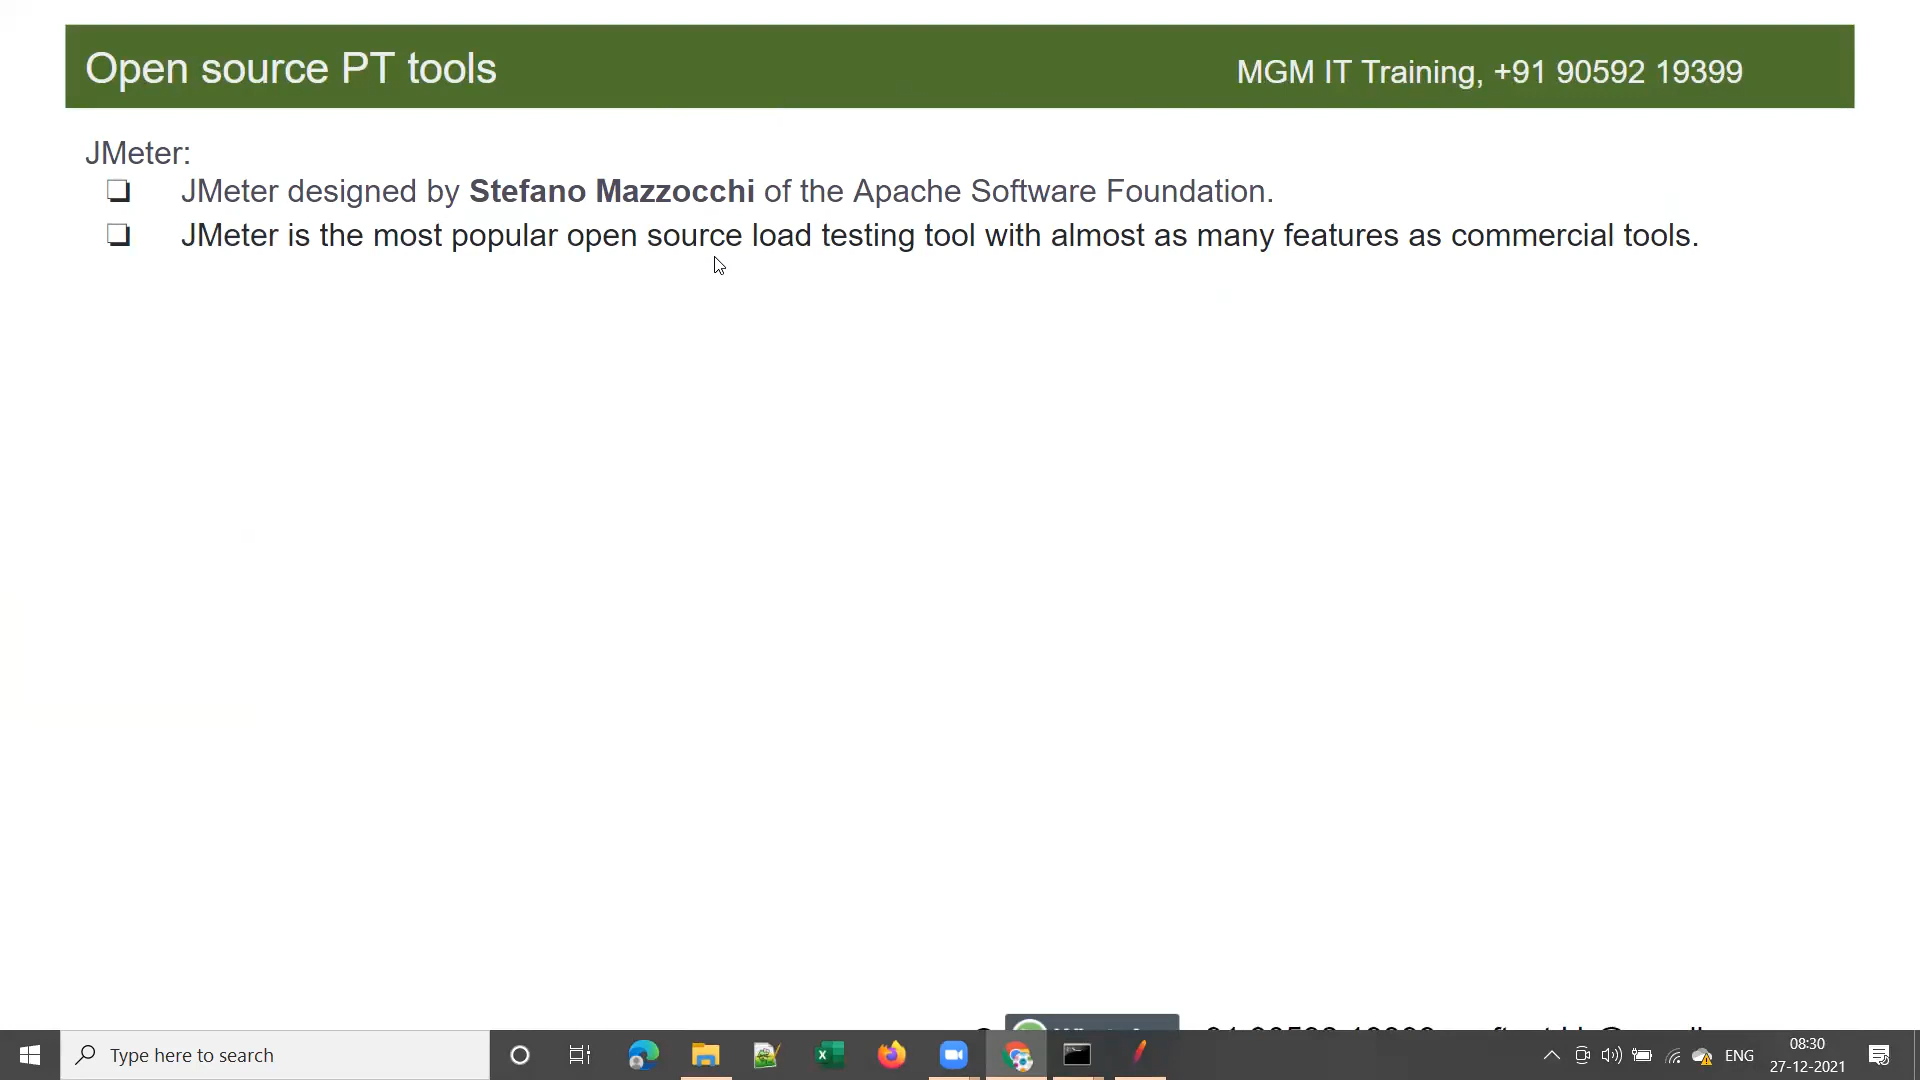 Open source PT tools
MGM IT Training, +91 90592 19399
JMeter:
❏ JMeter designed by Stefano Mazzocchi of the Apache Software Foundation.
❏ JMeter is the most popular open source load testing tool with almost as many features as commercial tools.
Type here to search
ENG
08:30
27-12-2021